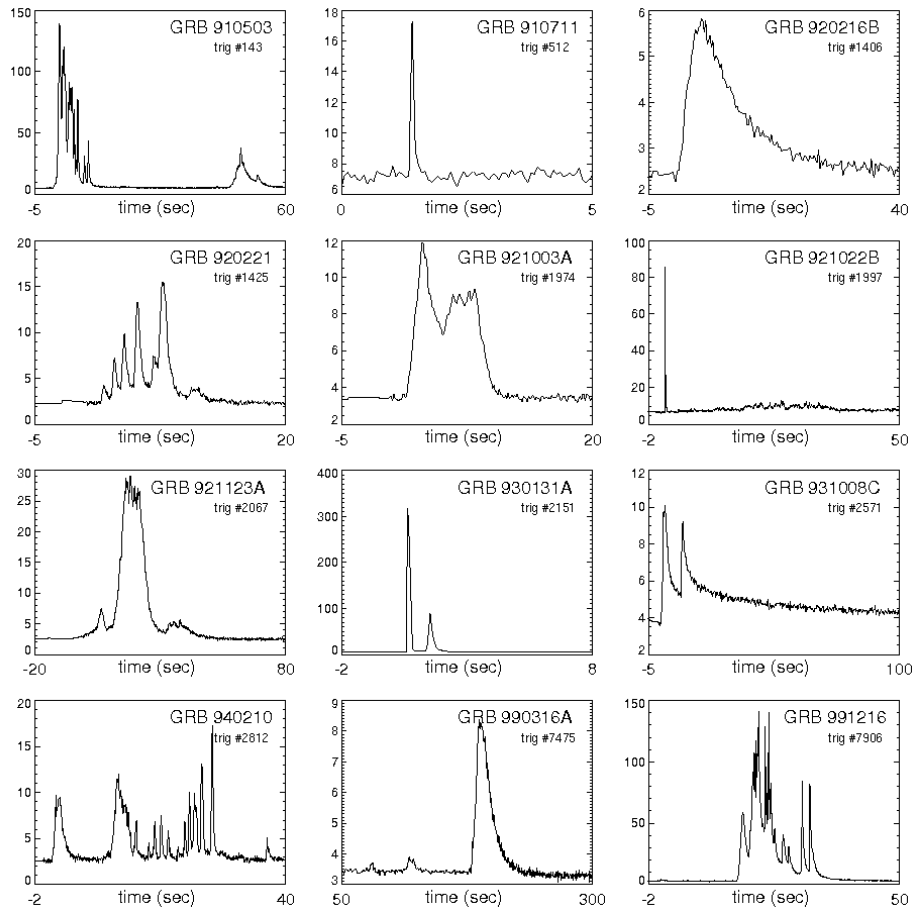 150
100
50
0
GRB 910503
trig #143
-5 time (sec) 60
18
16
14
12
10
8
6
GRB 910711
trig #512
0 time (sec) 5
6
5
4
3
2
GRB 920216B
trig #1406
-5 time (sec) 40
20
15
10
5
0
GRB 920221
trig #1425
-5 time (sec) 20
12
10
8
6
4
2
GRB 921003A
trig #1974
-5 time (sec) 20
100
80
60
40
20
0
GRB 921022B
trig #1997
-2 time (sec) 50
30
25
20
15
10
5
0
GRB 921123A
trig #2067
-20 time (sec) 80
400
300
200
100
0
GRB 930131A
trig #2151
-2 time (sec) 8
12
10
8
6
4
2
GRB 931008C
trig #2571
-5 time (sec) 100
20
15
10
5
0
GRB 940210
trig #2812
-2 time (sec) 40
9
8
7
6
5
4
3
GRB 990316A
trig #7475
50 time (sec) 300
150
100
50
0
GRB 991216
trig #7906
-5 time (sec) 50